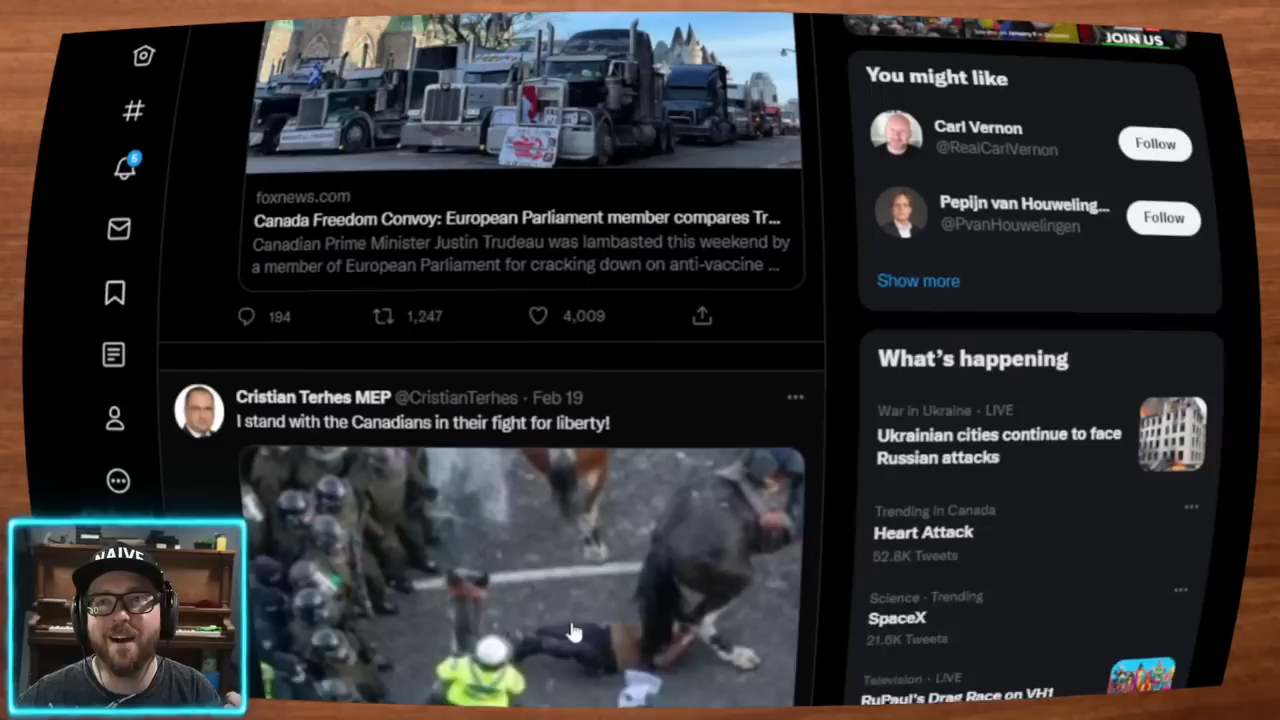 JOIN US
6
foxnews.com
Canada Freedom Convoy: European Parliament member compares Tr...
Canadian Prime Minister Justin Trudeau was lambasted this weekend by
a member of European Parliament for cracking down on anti-vaccine ...
194
1,247
4,009
Cristian Terhes MEP @CristianTerhes · Feb 19
I stand with the Canadians in their fight for liberty!
You might like
Carl Vernon
@RealCarlVernon
Follow
Pepijn van Houweling...
@PvanHouwelingen
Follow
Show more
What's happening
War in Ukraine · LIVE
Ukrainian cities continue to face
Russian attacks
Trending in Canada
Heart Attack
52.8K Tweets
Science · Trending
SpaceX
21.6K Tweets
Television · LIVE
RuPaul's Drag Race on VH1
NAIVE